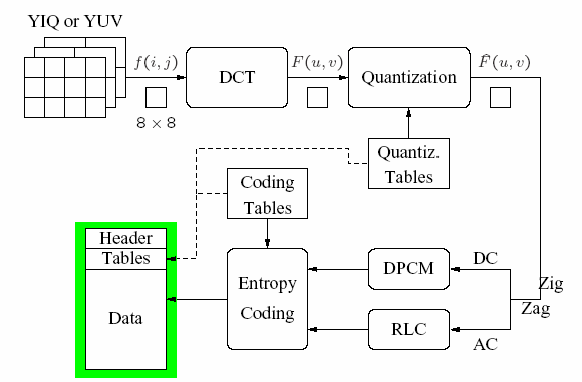 YIQ or YUV
f(i, j)
8 × 8
DCT
F(u, v)
Quantization
F̂(u, v)
Quantiz.
Tables
Coding
Tables
Header
Tables
Data
Entropy
Coding
DPCM
DC
RLC
AC
Zig
Zag